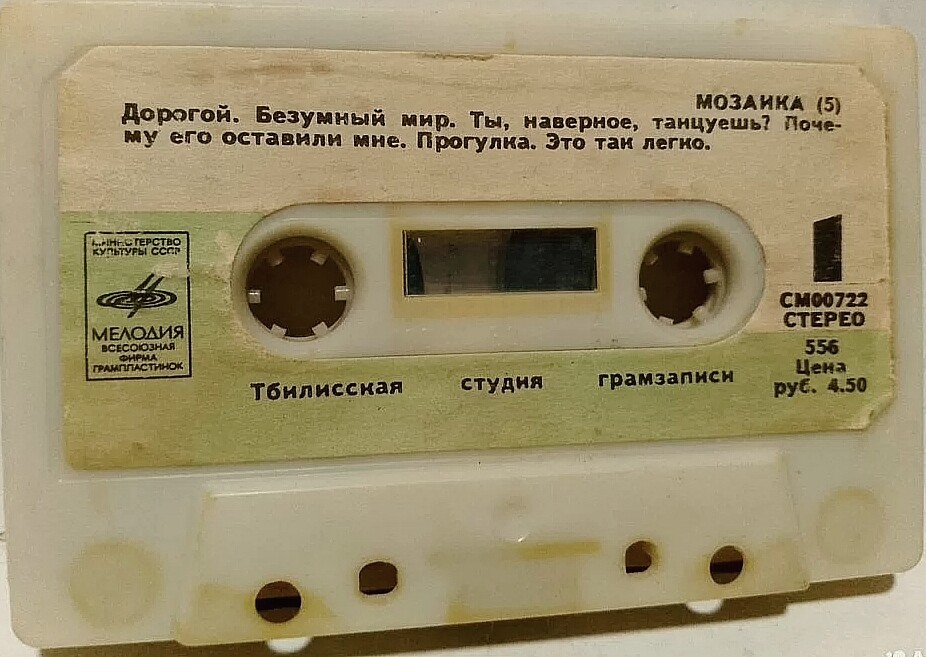 МОЗАИКА (5)
Дорогой. Безумный мир. Ты, наверное, танцуешь? Поче-
му его оставили мне. Прогулка. Это так легко.
МИНИСТЕРСТВО
КУЛЬТУРЫ СССР
МЕЛОДИЯ
ВСЕСОЮЗНАЯ
ФИРМА
ГРАМПЛАСТИНОК
1
СМ00722
СТЕРЕО
556
Цена
руб. 4.50
Тбилисская студия грамзаписи